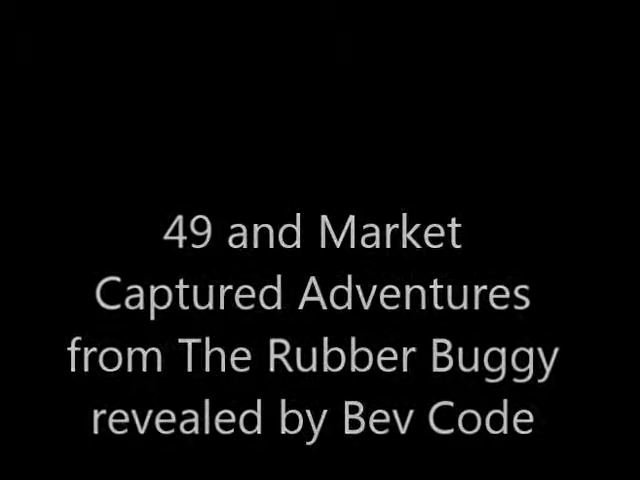 49 and Market
Captured Adventures
from The Rubber Buggy
revealed by Bev Code